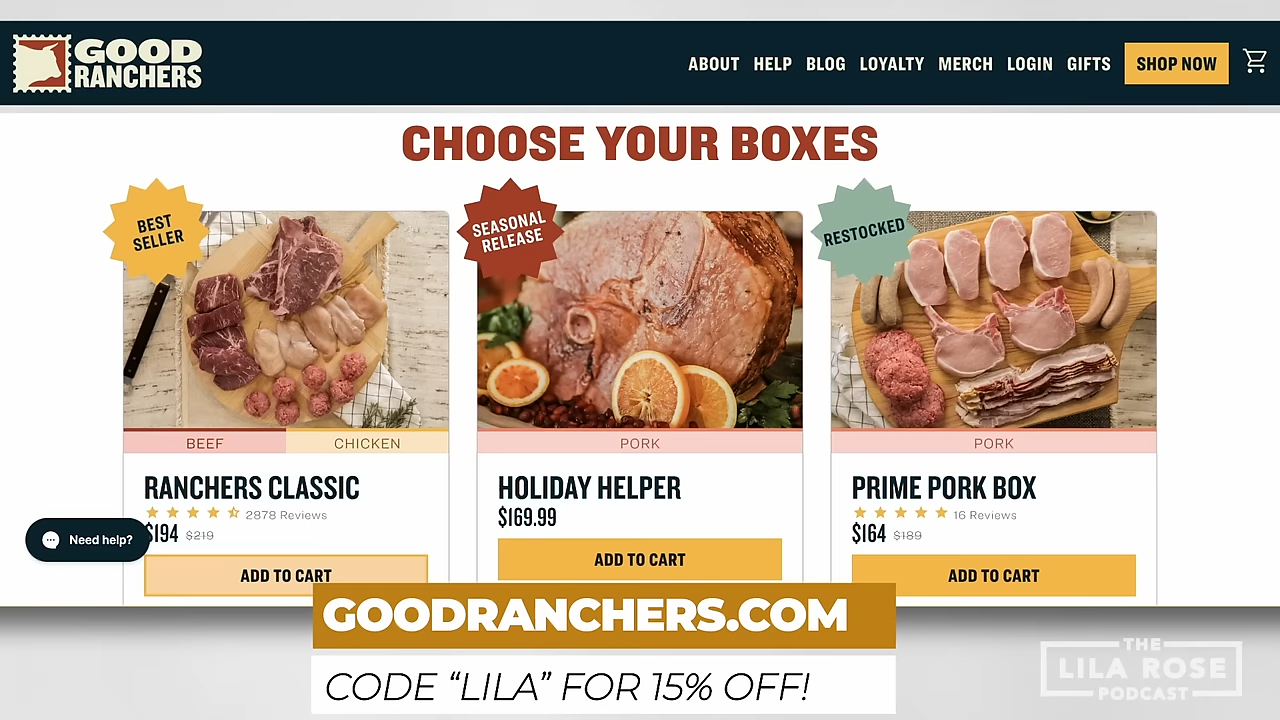 GOOD
RANCHERS
ABOUT HELP BLOG LOYALTY MERCH LOGIN GIFTS SHOP NOW
CHOOSE YOUR BOXES
BEST
SELLER
SEASONAL
RELEASE
RESTOCKED
BEEF CHICKEN
PORK
PORK
RANCHERS CLASSIC
2878 Reviews
$194 $219
ADD TO CART
HOLIDAY HELPER
$169.99
ADD TO CART
PRIME PORK BOX
16 Reviews
$164 $189
ADD TO CART
Need help?
GOODRANCHERS.COM
CODE “LILA” FOR 15% OFF!
THE
LILA ROSE
PODCAST